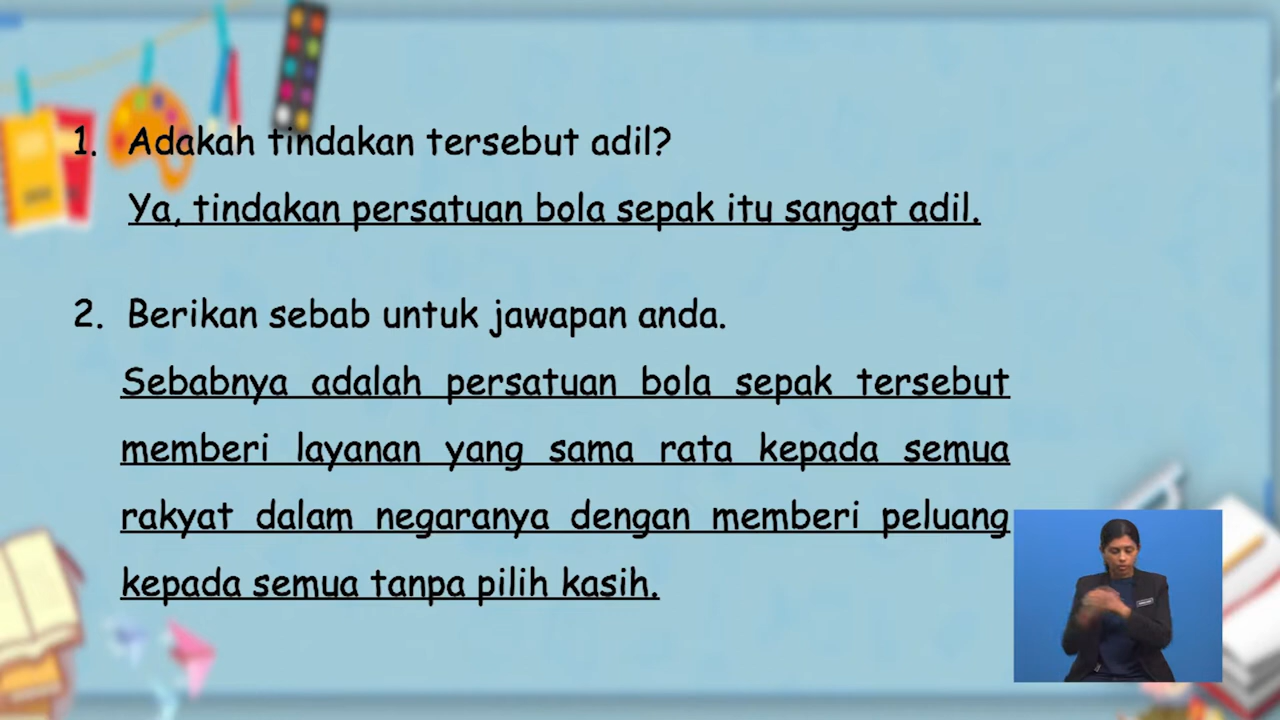 1. Adakah tindakan tersebut adil?
Ya, tindakan persatuan bola sepak itu sangat adil.
2. Berikan sebab untuk jawapan anda.
Sebabnya adalah persatuan bola sepak tersebut
memberi layanan yang sama rata kepada semua
rakyat dalam negaranya dengan memberi peluang
kepada semua tanpa pilih kasih.